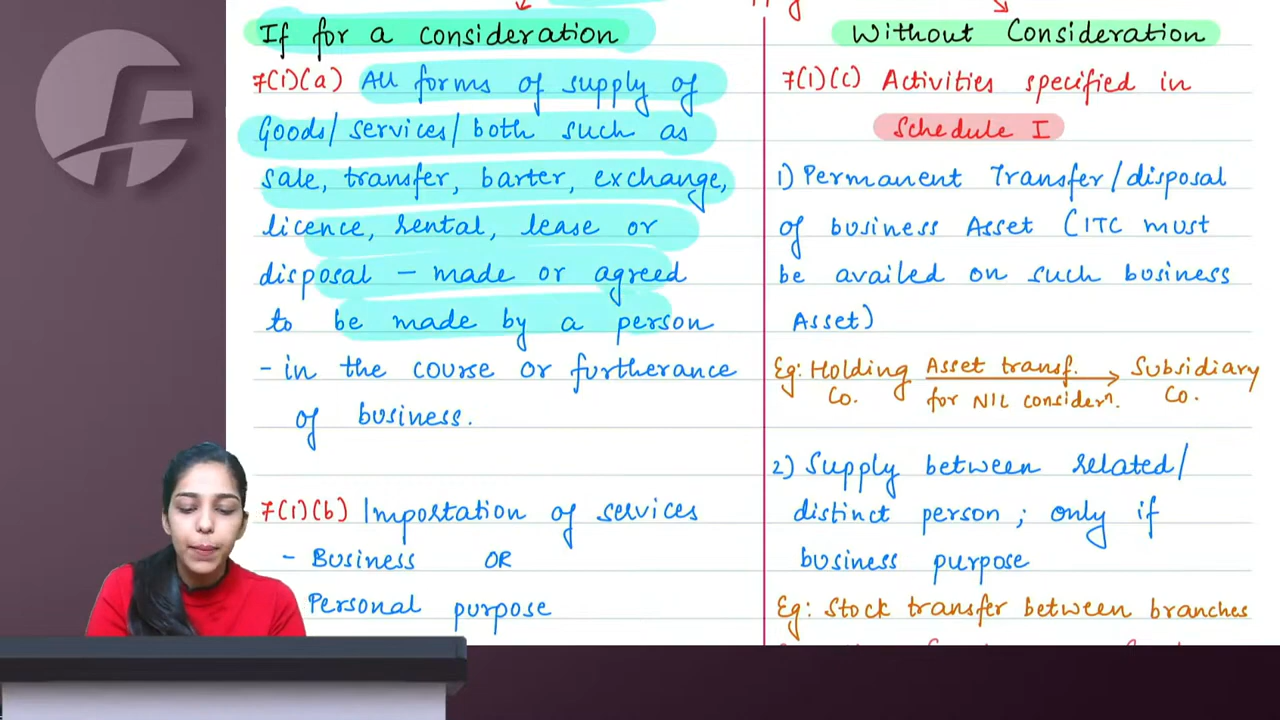 If for a consideration
7(1)(a) All forms of supply of
Goods/services/both such as
sale, transfer, barter, exchange,
licence, rental, lease or
disposal - made or agreed
to be made by a person
- in the course or furtherance
of business.
7(1)(b) Importation of services
- Business OR
Personal purpose
Without Consideration
7(1)(c) Activities specified in
Schedule I
1) Permanent Transfer/disposal
of business Asset (ITC must
be availed on such business
Asset)
Eg: Holding Co. Asset transf. for NIL considern. Subsidiary Co.
2) Supply between related/
distinct person ; only if
business purpose
Eg: Stock transfer between branches